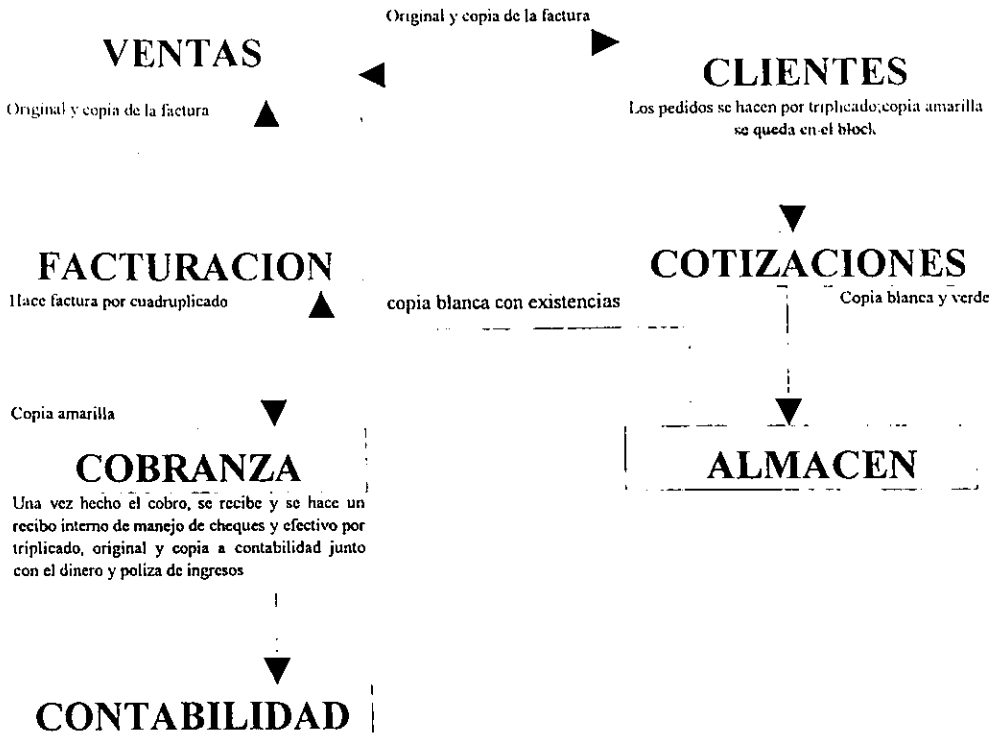 Original y copia de la factura
VENTAS
CLIENTES
Original y copia de la factura
Los pedidos se hacen por triplicado;copia amarilla
se queda en el block
FACTURACION
COTIZACIONES
Hace factura por cuadruplicado
copia blanca con existencias
Copia blanca y verde
Copia amarilla
COBRANZA
ALMACEN
Una vez hecho el cobro, se recibe y se hace un
recibo interno de manejo de cheques y efectivo por
triplicado, original y copia a contabilidad junto
con el dinero y poliza de ingresos
CONTABILIDAD